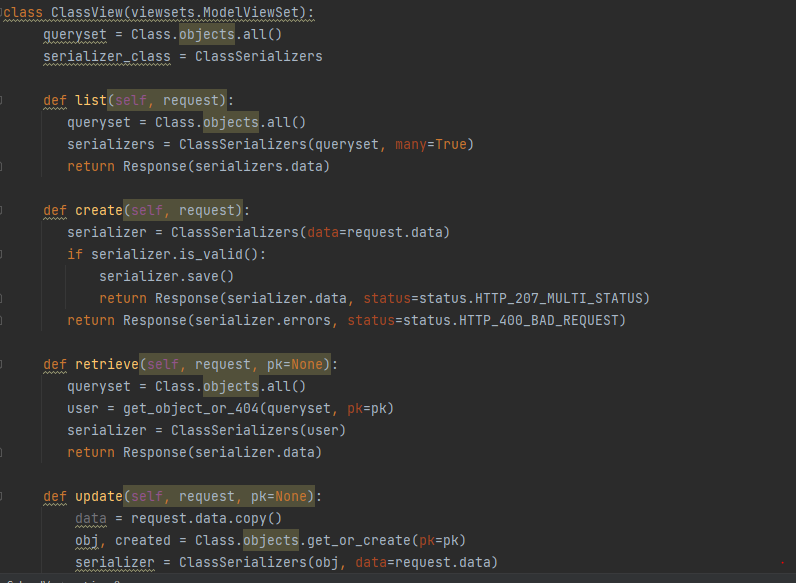 class ClassView(viewsets.ModelViewSet):
    queryset = Class.objects.all()
    serializer_class = ClassSerializers
    def list(self, request):
        queryset = Class.objects.all()
        serializers = ClassSerializers(queryset, many=True)
        return Response(serializers.data)
    def create(self, request):
        serializer = ClassSerializers(data=request.data)
        if serializer.is_valid():
            serializer.save()
            return Response(serializer.data, status=status.HTTP_207_MULTI_STATUS)
        return Response(serializer.errors, status=status.HTTP_400_BAD_REQUEST)
    def retrieve(self, request, pk=None):
        queryset = Class.objects.all()
        user = get_object_or_404(queryset, pk=pk)
        serializer = ClassSerializers(user)
        return Response(serializer.data)
    def update(self, request, pk=None):
        data = request.data.copy()
        obj, created = Class.objects.get_or_create(pk=pk)
        serializer = ClassSerializers(obj, data=request.data)